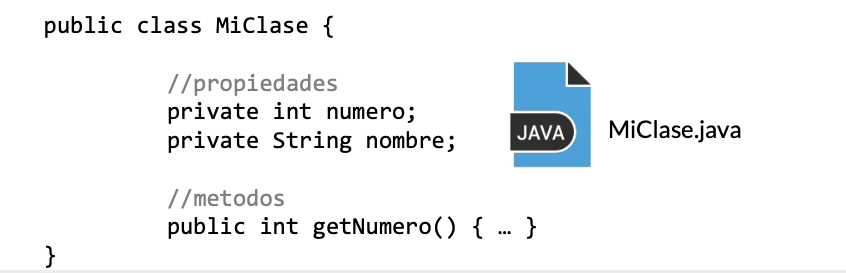 public class MiClase {
//propiedades
private int numero;
private String nombre;
JAVA
MiClase.java
//metodos
public int getNumero() { … }
}